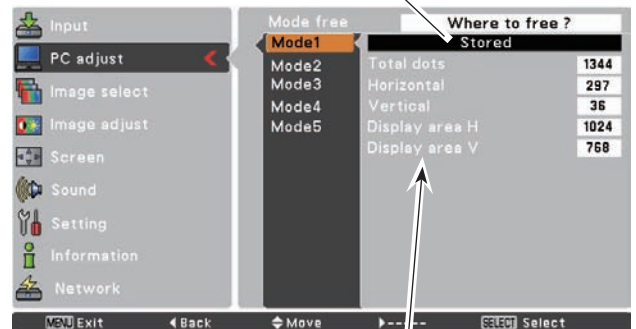 Input
PC adjust
Image select
Image adjust
Screen
Sound
Setting
Information
Network
Mode free
Mode1
Mode2
Mode3
Mode4
Mode5
Where to free ?
Stored
Total dots 1344
Horizontal 297
Vertical 36
Display area H 1024
Display area V 768
MENU Exit ◀Back Move ▶----- SELECT Select